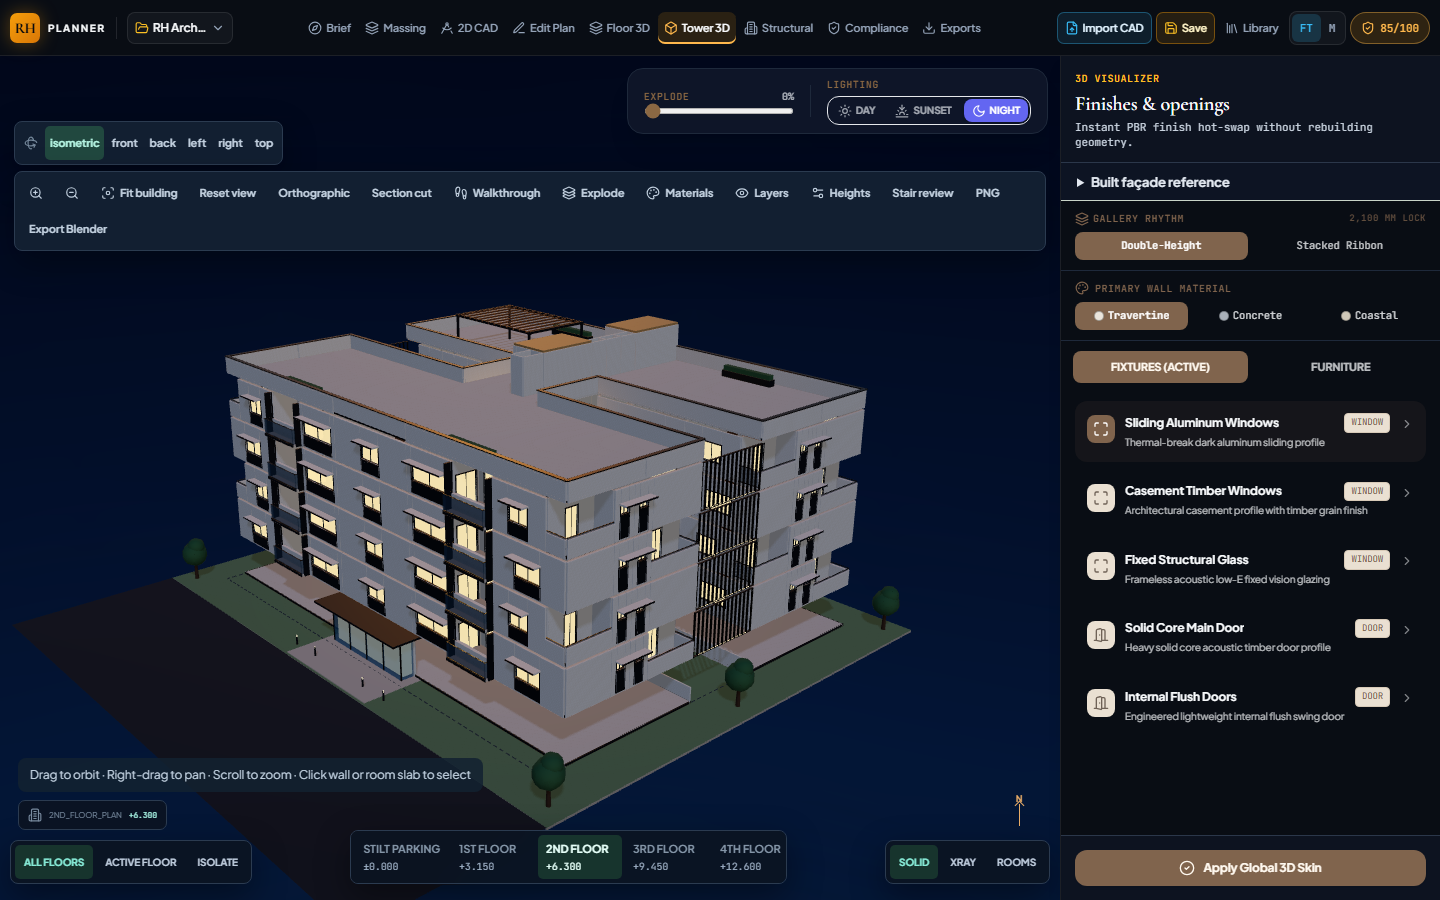 RH PLANNER
RH Arch...
Brief
Massing
2D CAD
Edit Plan
Floor 3D
Tower 3D
Structural
Compliance
Exports
Import CAD
Save
Library
FT
M
85/100
EXPLODE
0%
LIGHTING
DAY
SUNSET
NIGHT
isometric
front
back
left
right
top
Fit building
Reset view
Orthographic
Section cut
Walkthrough
Explode
Materials
Layers
Heights
Stair review
PNG
Export Blender
Drag to orbit · Right-drag to pan · Scroll to zoom · Click wall or room slab to select
2ND_FLOOR_PLAN +6.300
ALL FLOORS
ACTIVE FLOOR
ISOLATE
STILT PARKING
±0.000
1ST FLOOR
+3.150
2ND FLOOR
+6.300
3RD FLOOR
+9.450
4TH FLOOR
+12.600
N
SOLID
XRAY
ROOMS
3D VISUALIZER
Finishes & openings
Instant PBR finish hot-swap without rebuilding
geometry.
Built façade reference
GALLERY RHYTHM
2,100 MM LOCK
Double-Height
Stacked Ribbon
PRIMARY WALL MATERIAL
Travertine
Concrete
Coastal
FIXTURES (ACTIVE)
FURNITURE
Sliding Aluminum Windows
WINDOW
Thermal-break dark aluminum sliding profile
Casement Timber Windows
WINDOW
Architectural casement profile with timber grain finish
Fixed Structural Glass
WINDOW
Frameless acoustic low-E fixed vision glazing
Solid Core Main Door
DOOR
Heavy solid core acoustic timber door profile
Internal Flush Doors
DOOR
Engineered lightweight internal flush swing door
Apply Global 3D Skin